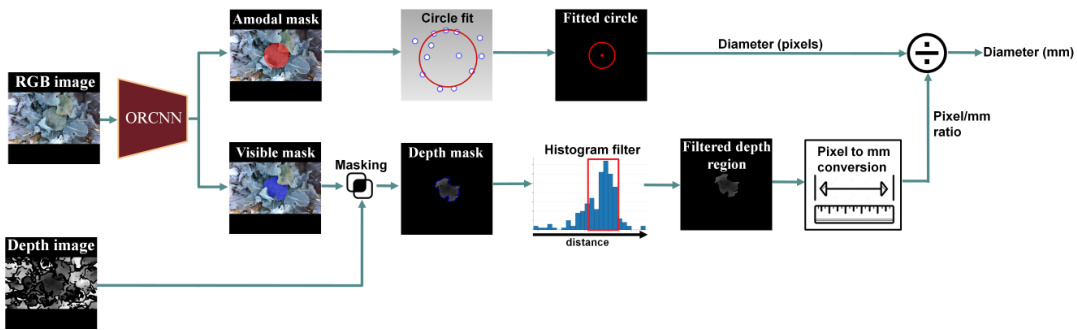 Amodal mask
Circle fit
Fitted circle
Diameter (pixels)
Diameter (mm)
RGB image
ORCNN
Pixel/mm
ratio
Visible mask
Masking
Depth mask
Histogram filter
distance
Filtered depth
region
Pixel to mm
conversion
Depth image